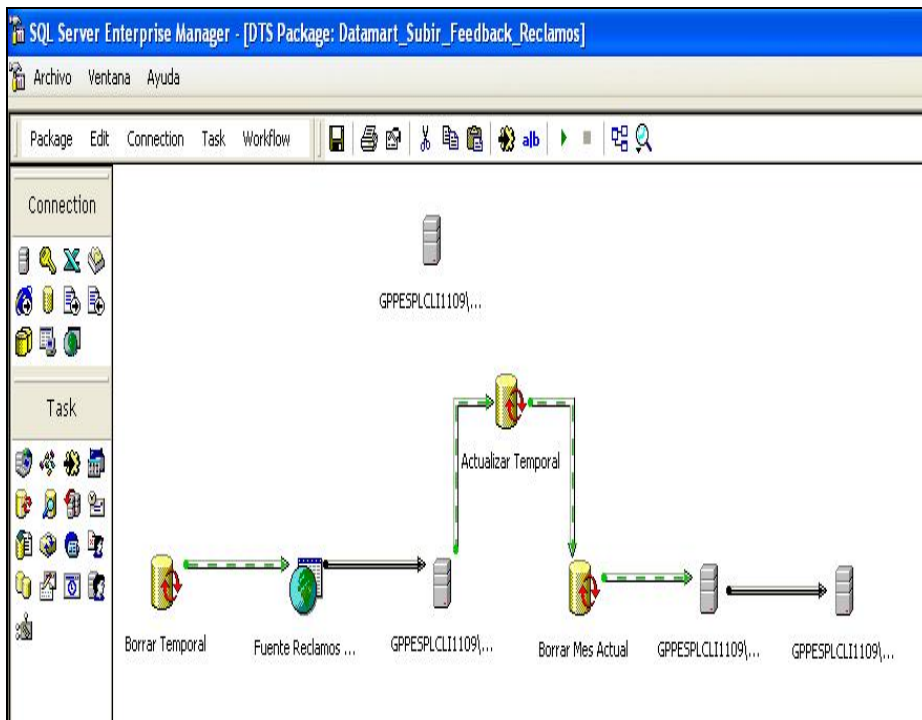 SQL Server Enterprise Manager - [DTS Package: Datamart_Subir_Feedback_Reclamos]
Archivo Ventana Ayuda
Package Edit Connection Task Workflow
a|b
Connection
GPPESPLCLI1109\...
Task
Actualizar Temporal
Borrar Temporal
Fuente Reclamos ...
GPPESPLCLI1109\...
Borrar Mes Actual
GPPESPLCLI1109\...
GPPESPLCLI1109\...